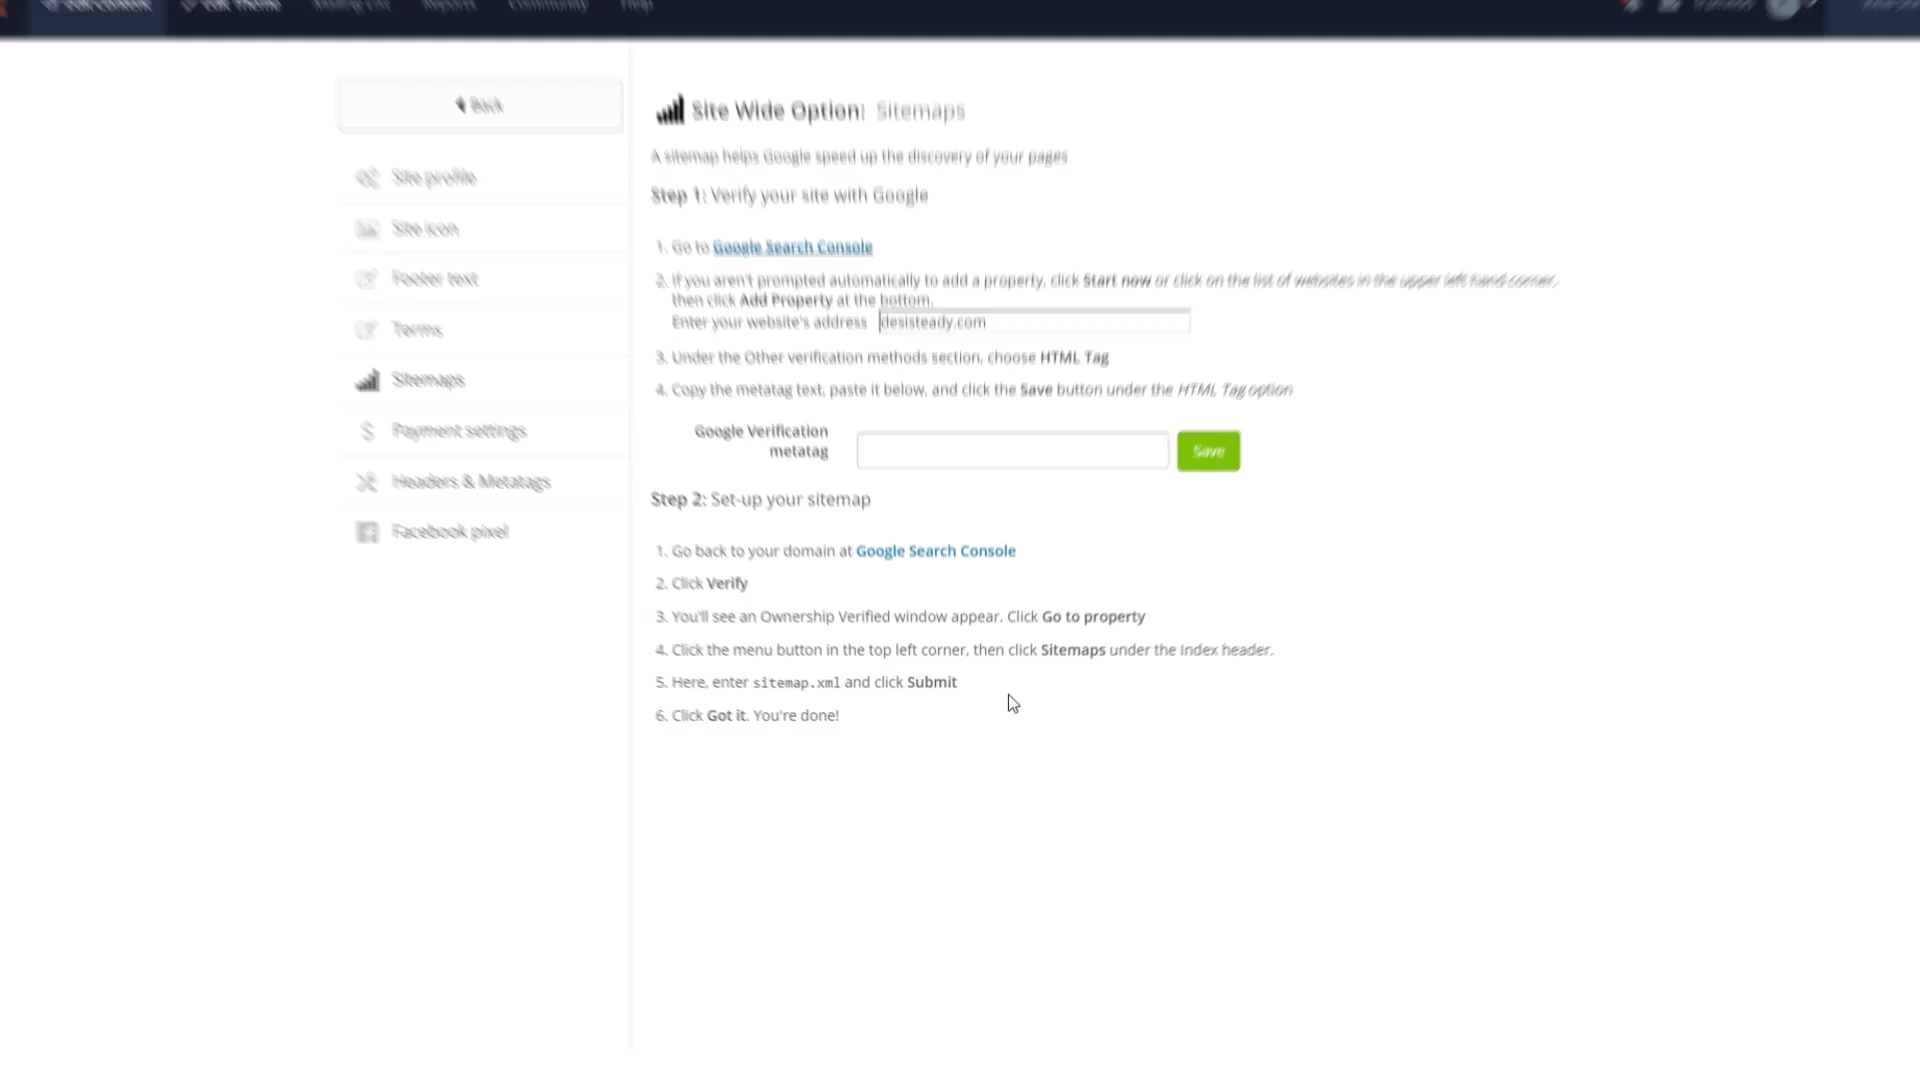 Edit Content Edit Theme Mailing List Reports Community Help
Back
Site profile
Site icon
Footer text
Terms
Sitemaps
Payment settings
Headers & Metatags
Facebook pixel
Site Wide Option: Sitemaps
A sitemap helps Google speed up the discovery of your pages
Step 1: Verify your site with Google
1. Go to Google Search Console
2. If you aren't prompted automatically to add a property, click Start now or click on the list of websites in the upper left hand corner,
then click Add Property at the bottom.
Enter your website's address desisteady.com
3. Under the Other verification methods section, choose HTML Tag
4. Copy the metatag text, paste it below, and click the Save button under the HTML Tag option
Google Verification
metatag
Save
Step 2: Set-up your sitemap
1. Go back to your domain at Google Search Console
2. Click Verify
3. You'll see an Ownership Verified window appear. Click Go to property
4. Click the menu button in the top left corner, then click Sitemaps under the Index header.
5. Here, enter sitemap.xml and click Submit
6. Click Got it. You're done!